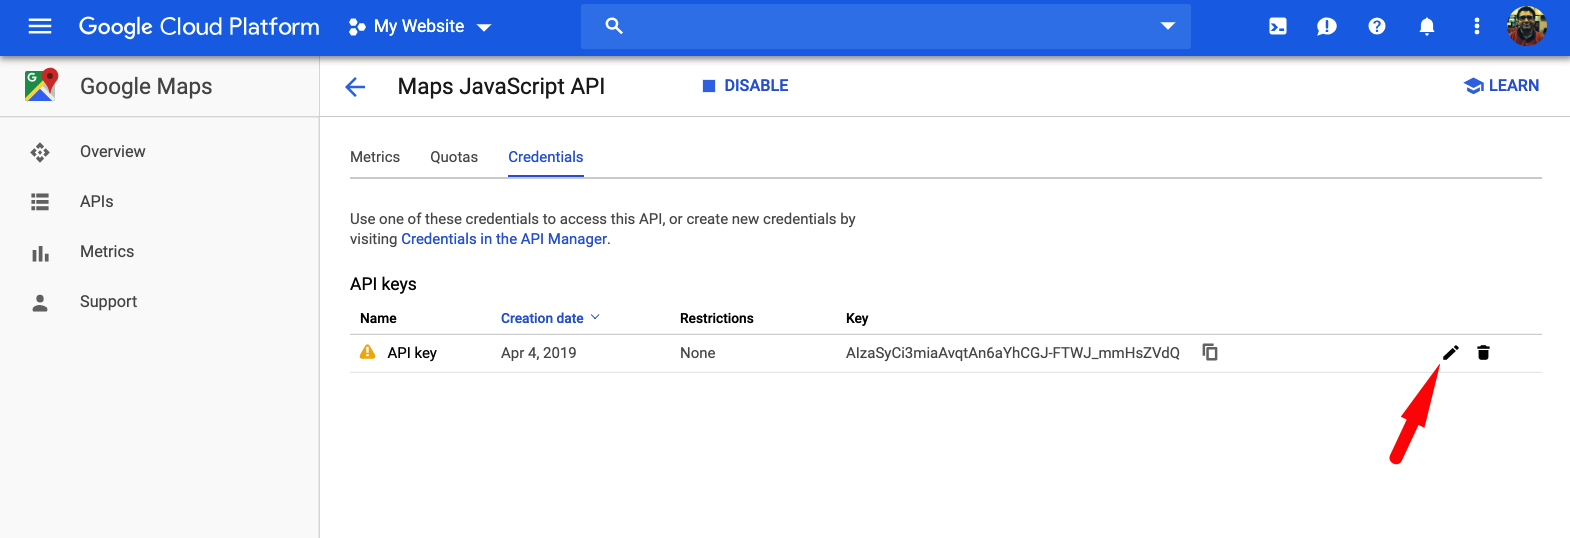 Google Cloud Platform
My Website
Google Maps
Maps JavaScript API
DISABLE
LEARN
Overview
APIs
Metrics
Support
Metrics Quotas Credentials
Use one of these credentials to access this API, or create new credentials by
visiting Credentials in the API Manager.
API keys
Name Creation date Restrictions Key
API key Apr 4, 2019 None AIzaSyCi3miaAvqtAn6aYhCGJ-FTWJ_mmHsZVdQ